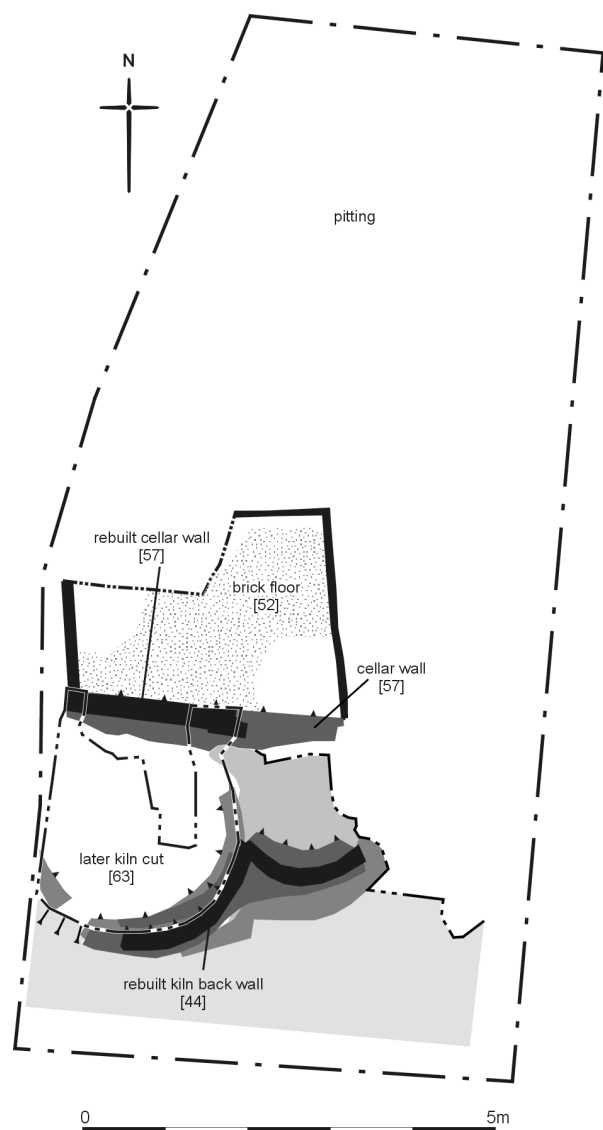 N
pitting
rebuilt cellar wall
[57]
brick floor
[52]
cellar wall
[57]
later kiln cut
[63]
rebuilt kiln back wall
[44]
0 5m